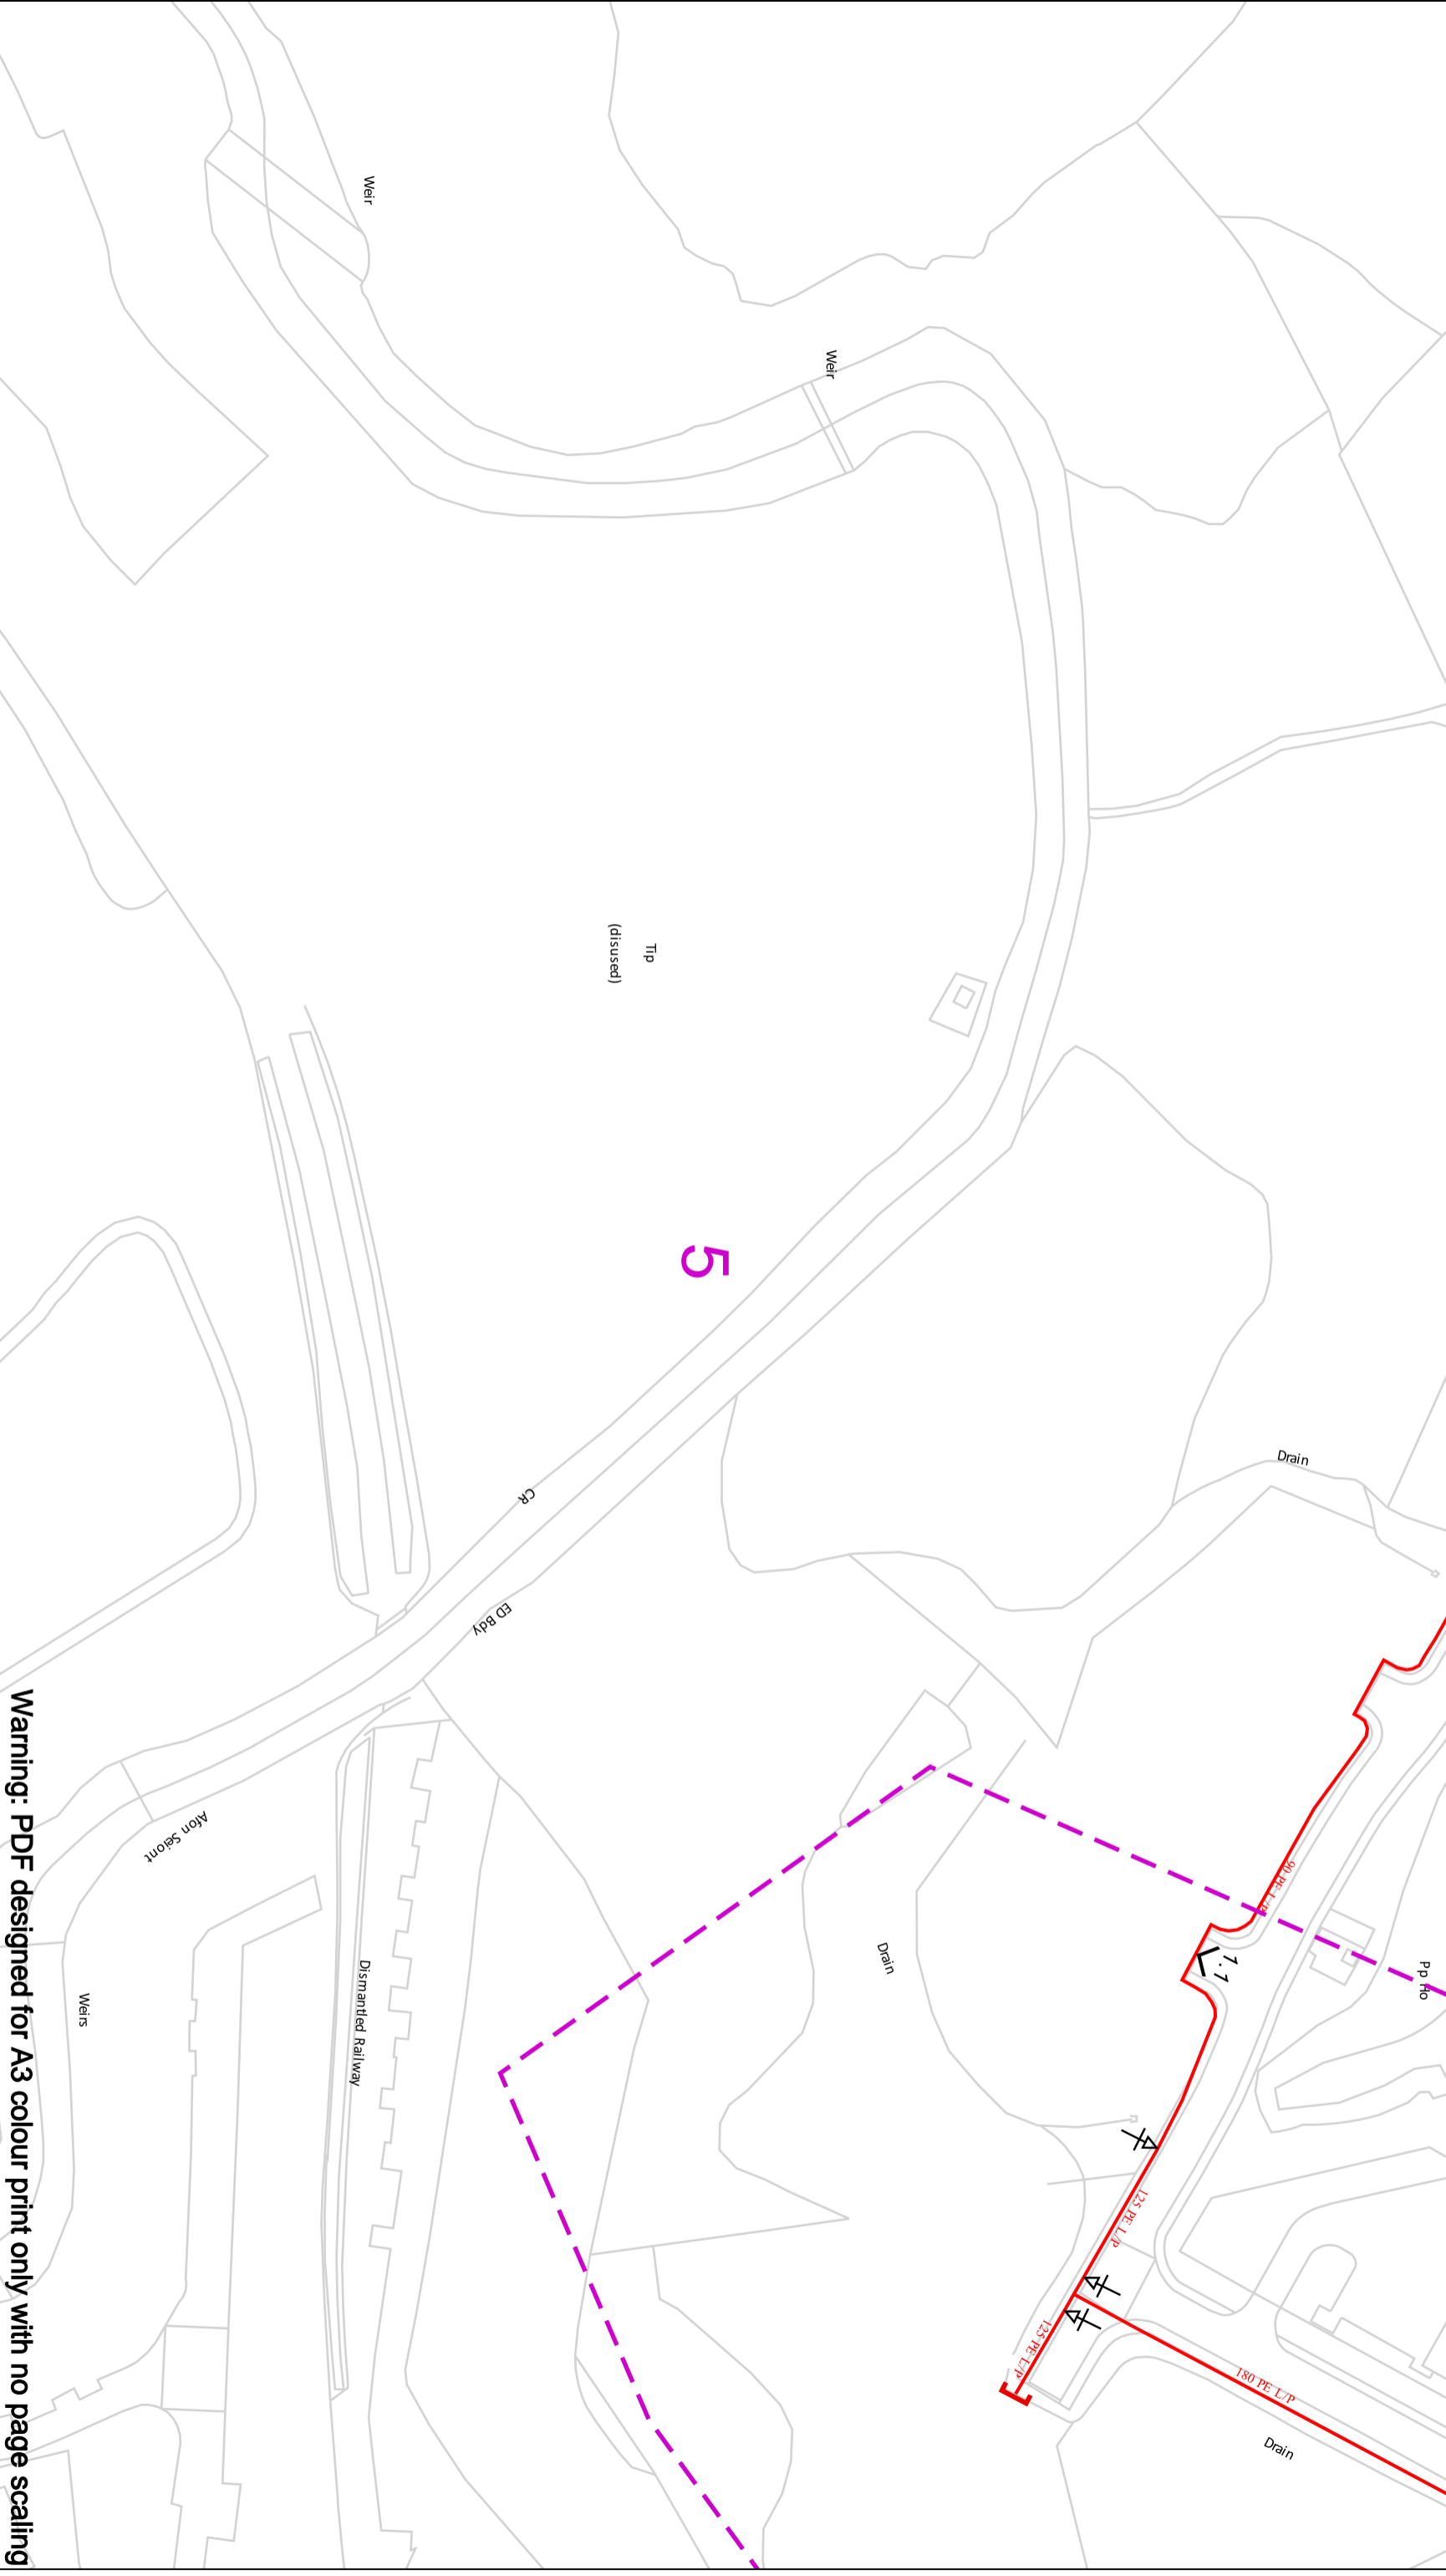 Weir
Weir
Tip
(disused)
5
CR
ED Bdy
Drain
Afon Seiont
Weirs
Dismantled Railway
Drain
90 PE L/P
1.1
Pp Ho
125 PE L/P
125 PE L/P
180 PE L/P
Drain
Warning: PDF designed for A3 colour print only with no page scaling